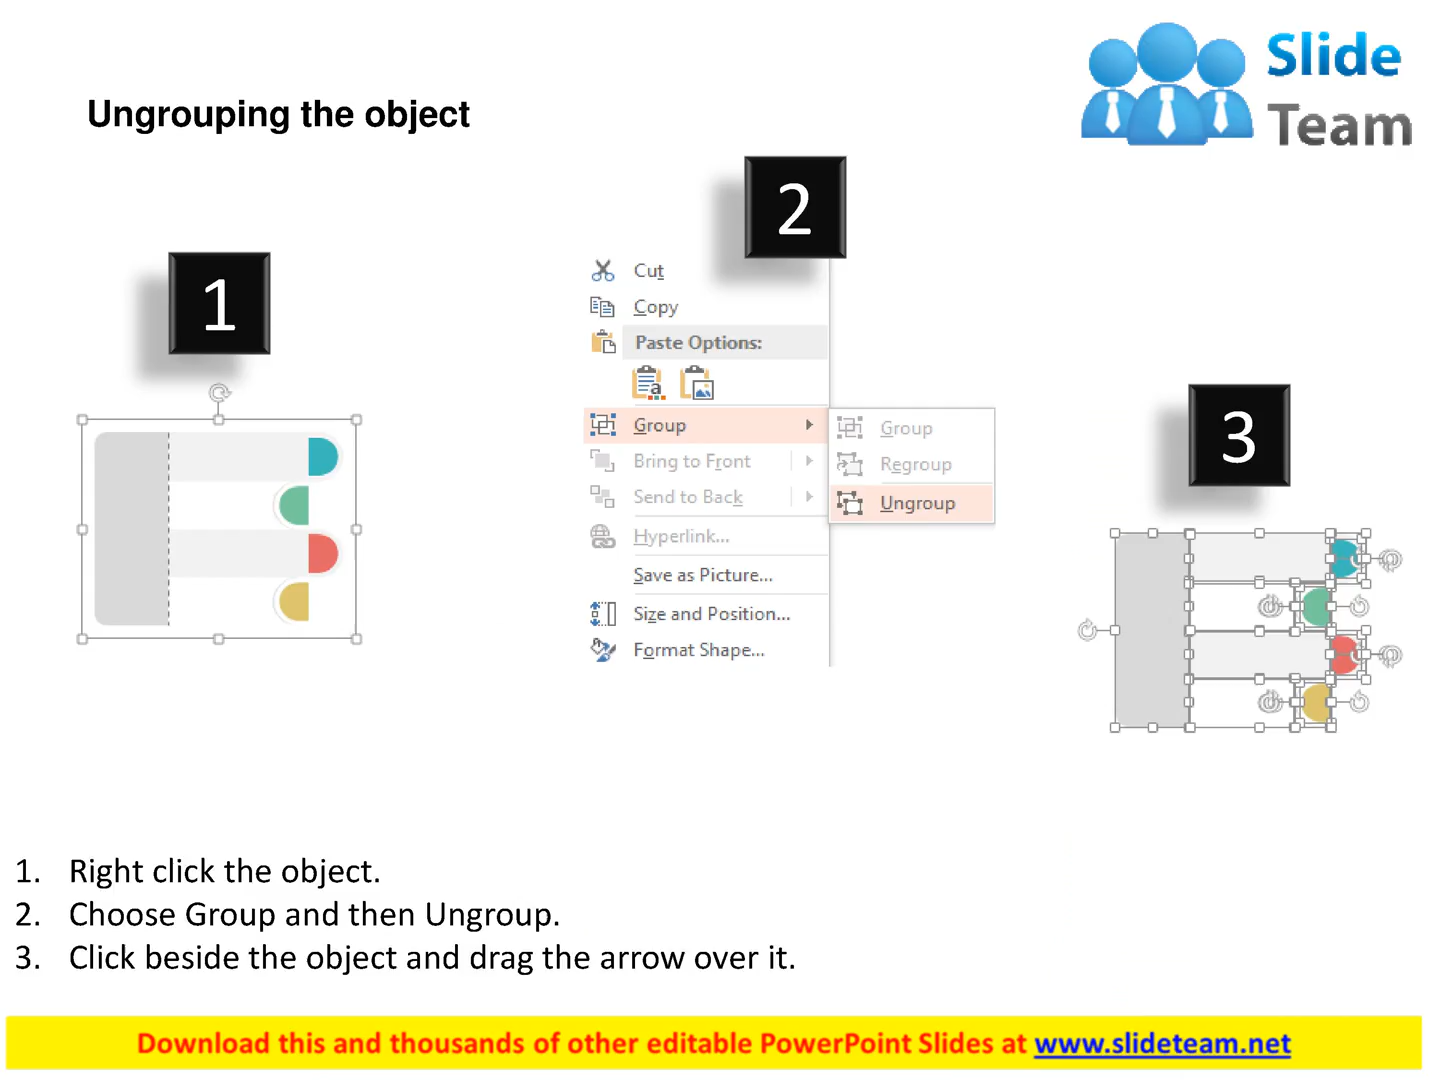 Slide
Team
Ungrouping the object
1
2
Cut
Copy
Paste Options:
Group
Bring to Front
Send to Back
Hyperlink...
Save as Picture...
Size and Position...
Format Shape...
Group
Regroup
Ungroup
3
1. Right click the object.
2. Choose Group and then Ungroup.
3. Click beside the object and drag the arrow over it.
Download this and thousands of other editable PowerPoint Slides at www.slideteam.net